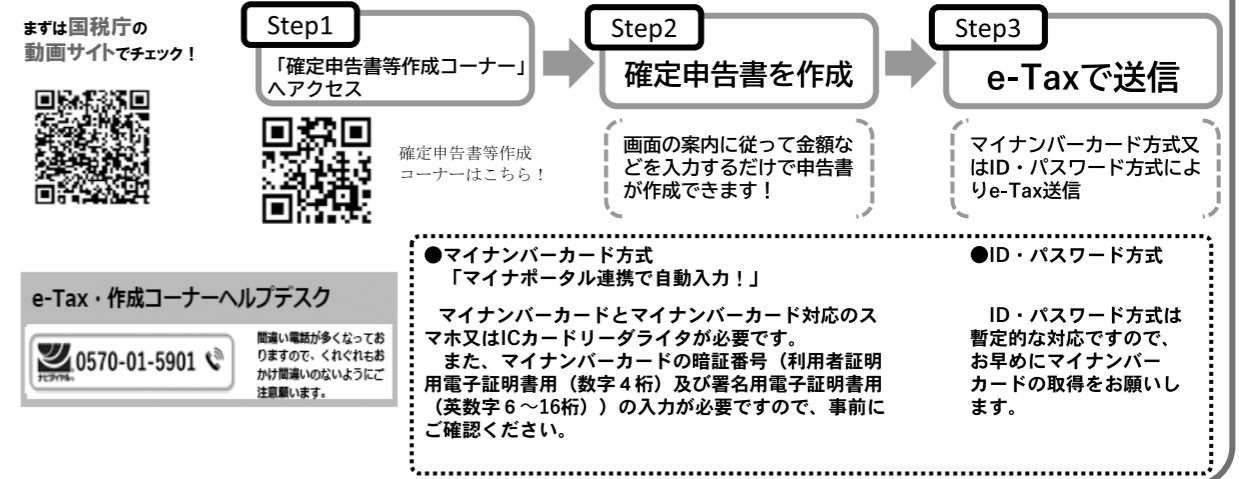 まずは国税庁の
動画サイトでチェック！
Step1
「確定申告書等作成コーナー」
へアクセス
確定申告書等作成
コーナーはこちら！
Step2
確定申告書を作成
画面の案内に従って金額な
どを入力するだけで申告書
が作成できます！
Step3
e-Taxで送信
マイナンバーカード方式又
はID・パスワード方式によ
りe-Tax送信
e-Tax・作成コーナーヘルプデスク
ナビダイヤル
0570-01-5901
間違い電話が多くなってお
りますので、くれぐれもお
かけ間違いのないようにご
注意願います。
●マイナンバーカード方式
「マイナポータル連携で自動入力！」
マイナンバーカードとマイナンバーカード対応のス
マホ又はICカードリーダライタが必要です。
また、マイナンバーカードの暗証番号（利用者証明
用電子証明書用（数字４桁）及び署名用電子証明書用
（英数字６～16桁））の入力が必要ですので、事前に
ご確認ください。
●ID・パスワード方式
ID・パスワード方式は
暫定的な対応ですので、
お早めにマイナンバー
カードの取得をお願いし
ます。